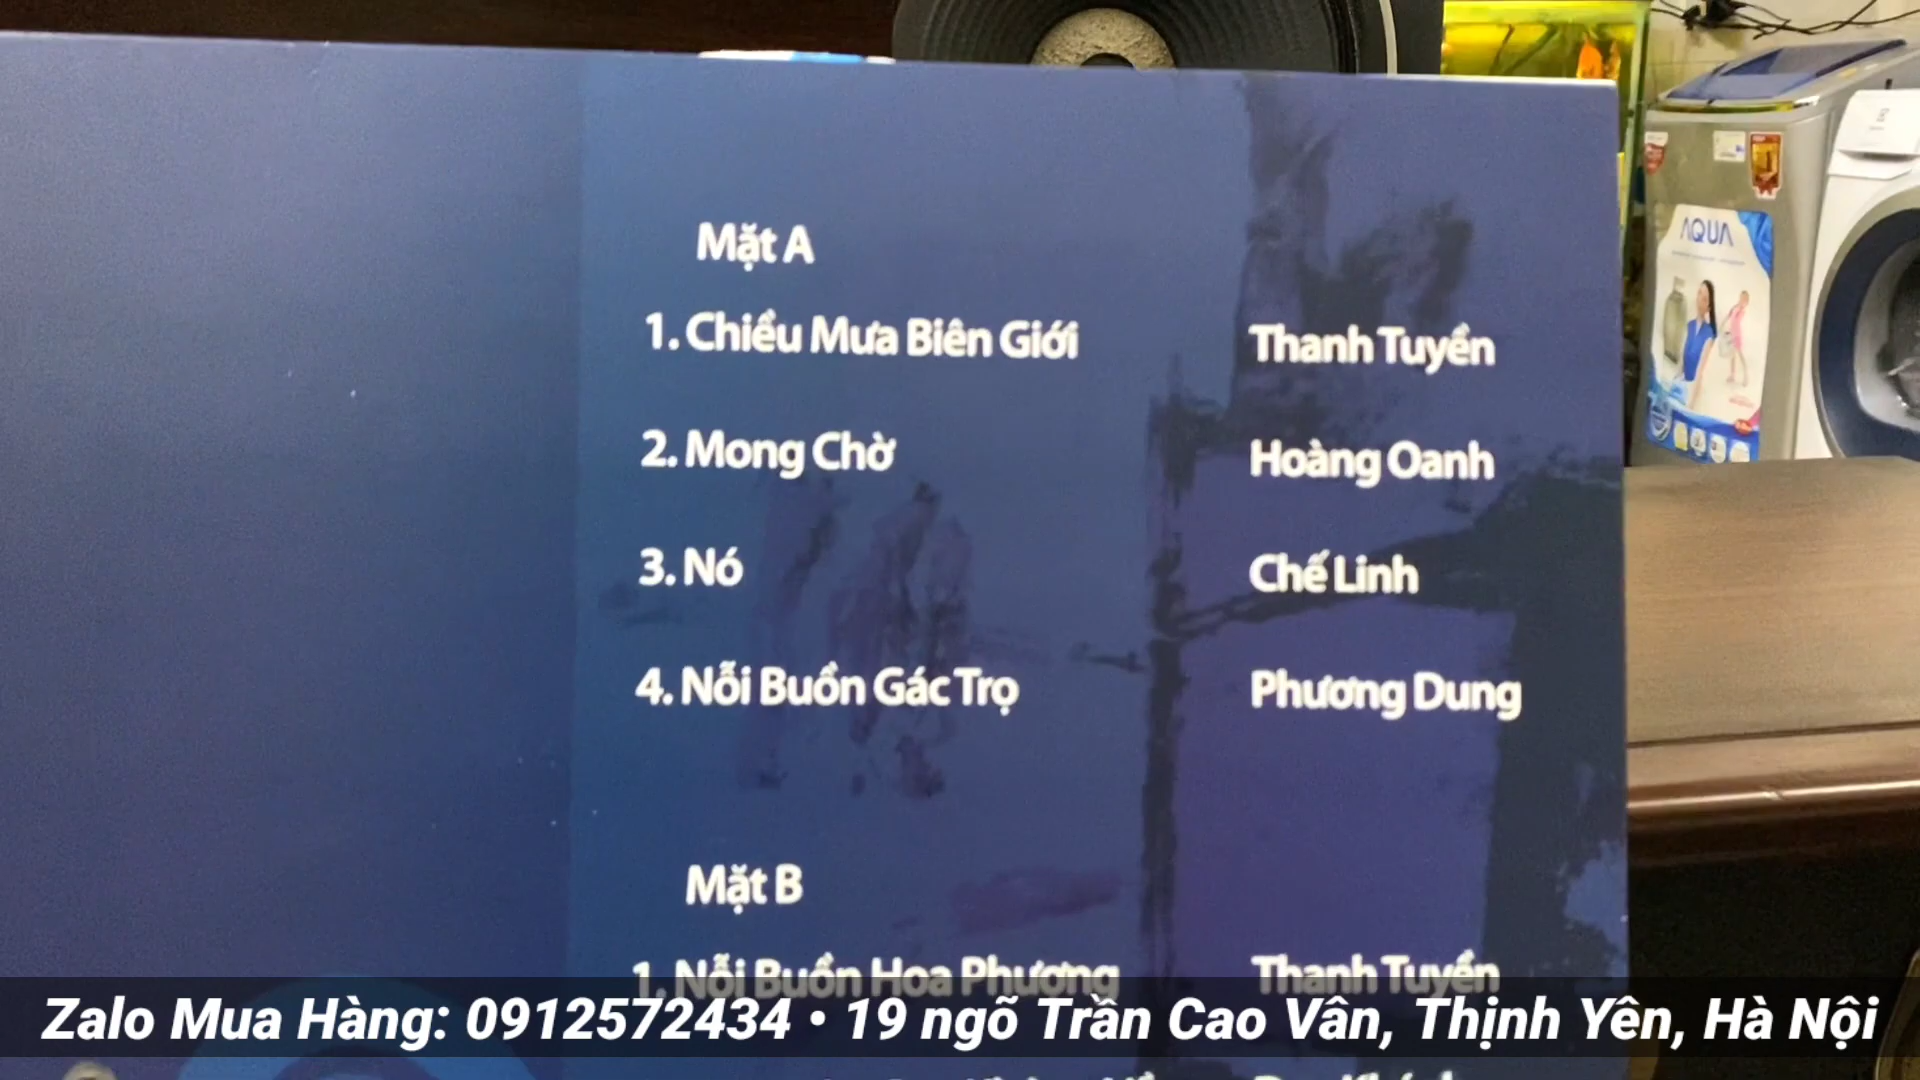 AQUA
Mặt A
1. Chiều Mưa Biên Giới Thanh Tuyền
2. Mong Chờ Hoàng Oanh
3. Nó Chế Linh
4. Nỗi Buồn Gác Trọ Phương Dung
Mặt B
1. Nỗi Buồn Hoa Phượng Thanh Tuyền
Zalo Mua Hàng: 0912572434 • 19 ngõ Trần Cao Vân, Thịnh Yên, Hà Nội